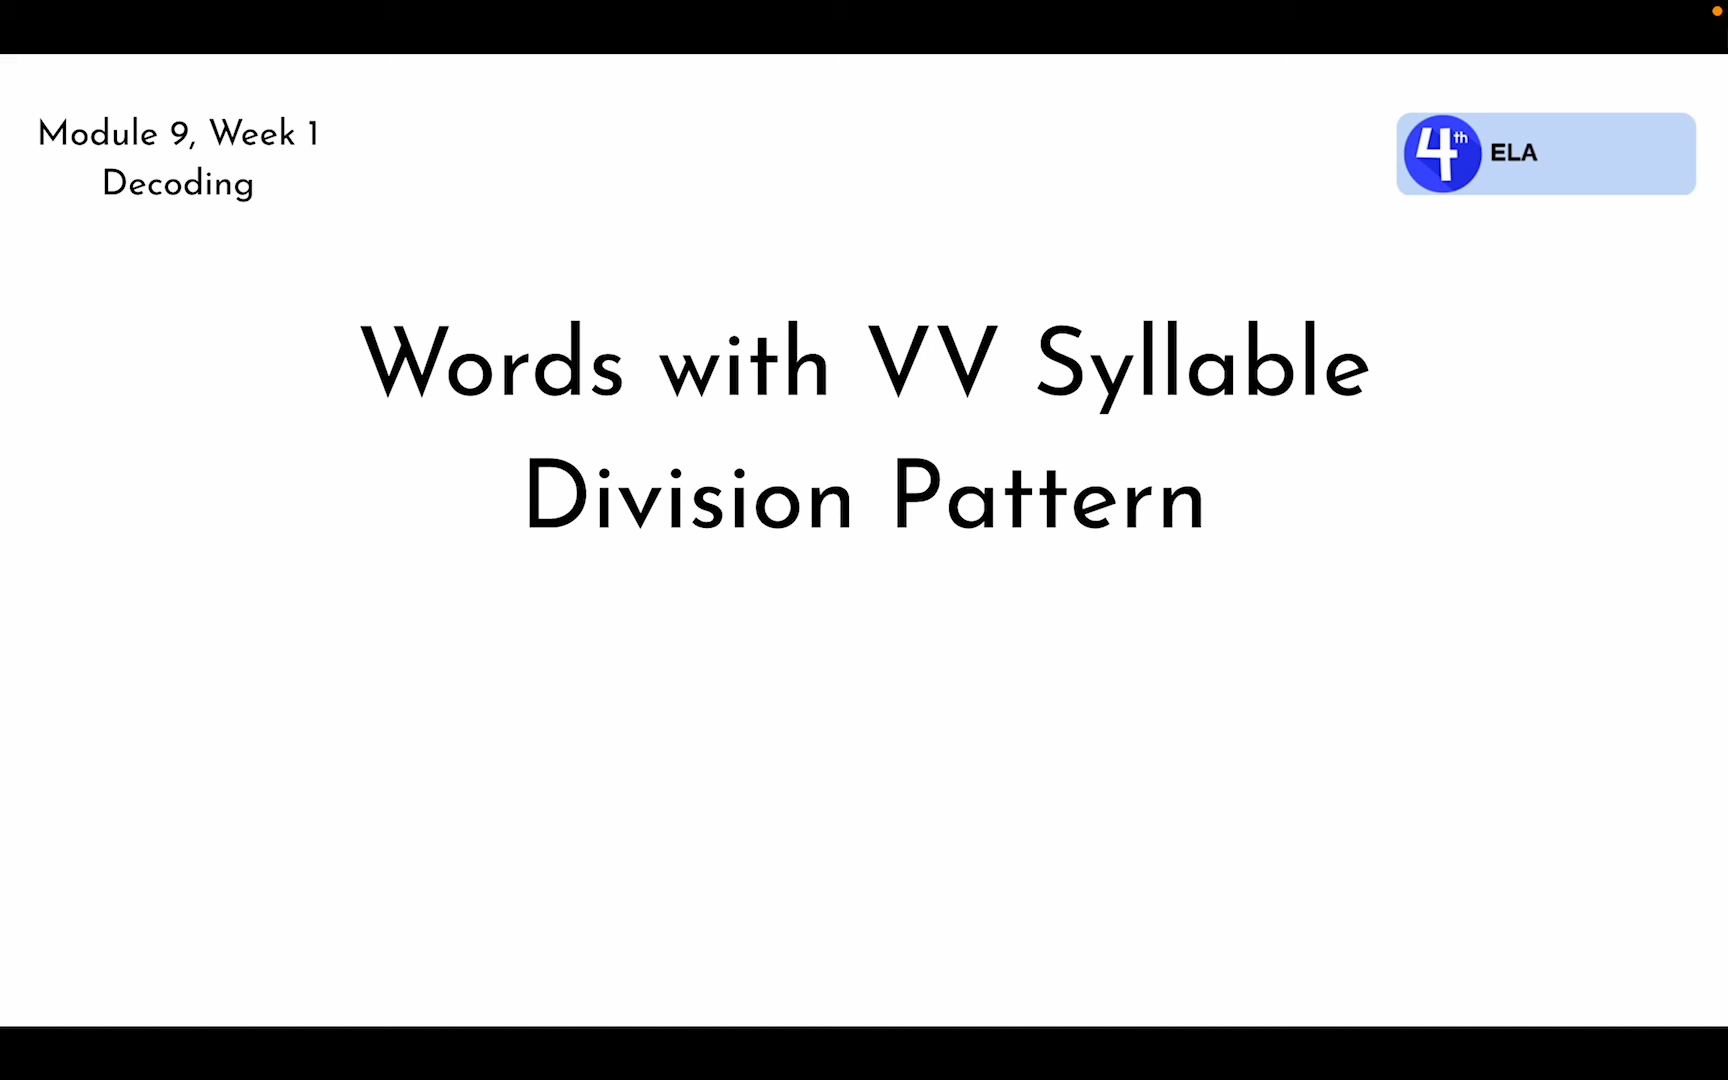 Module 9, Week 1
Decoding
4th ELA
Words with VV Syllable
Division Pattern